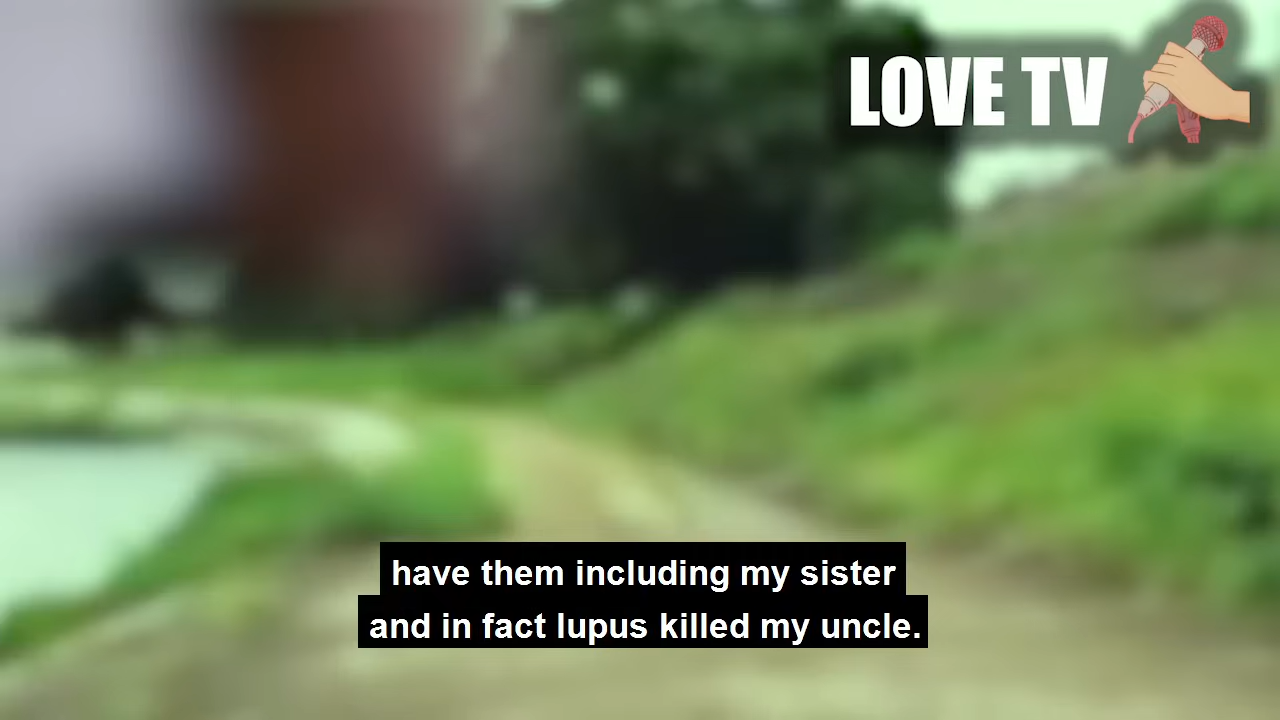 LOVE TV
have them including my sister
and in fact lupus killed my uncle.